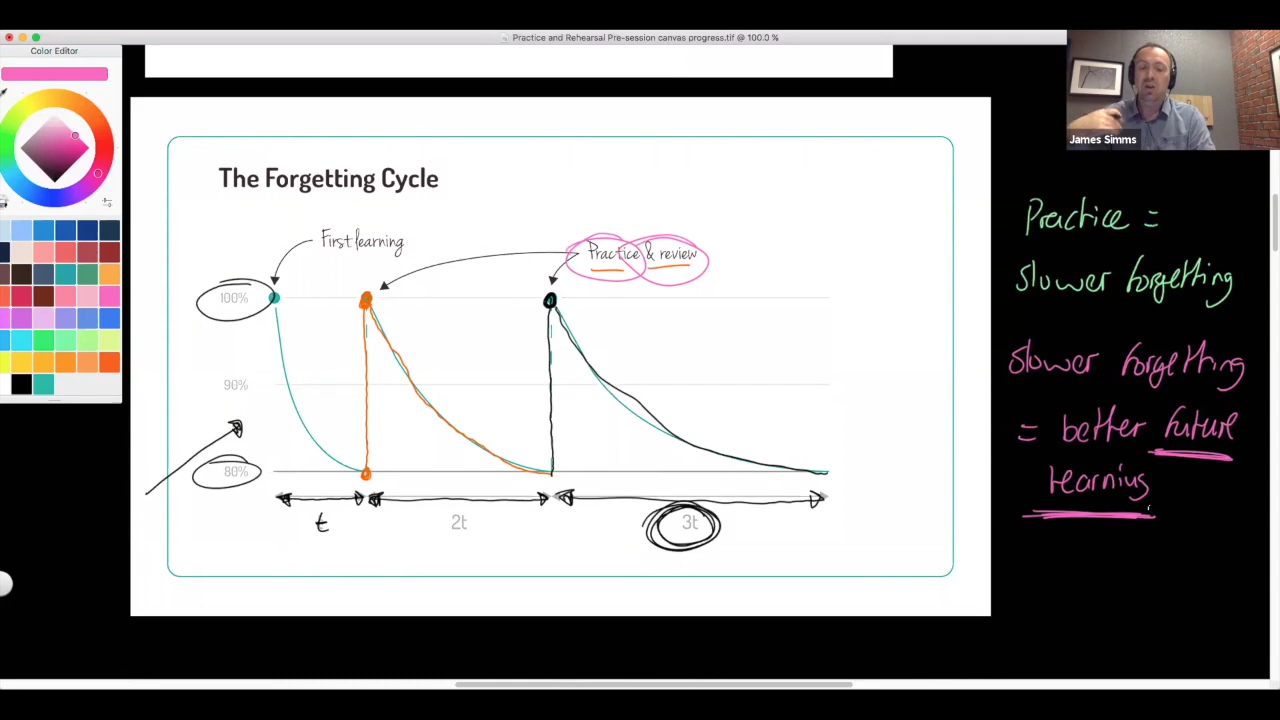 Practice and Rehearsal Pre-session canvas progress.tif @ 100.0 %
Color Editor
James Simms
The Forgetting Cycle
First learning
Practice & review
100%
90%
80%
t
2t
3t
Practice =
slower forgetting
slower forgetting
= better future
learning